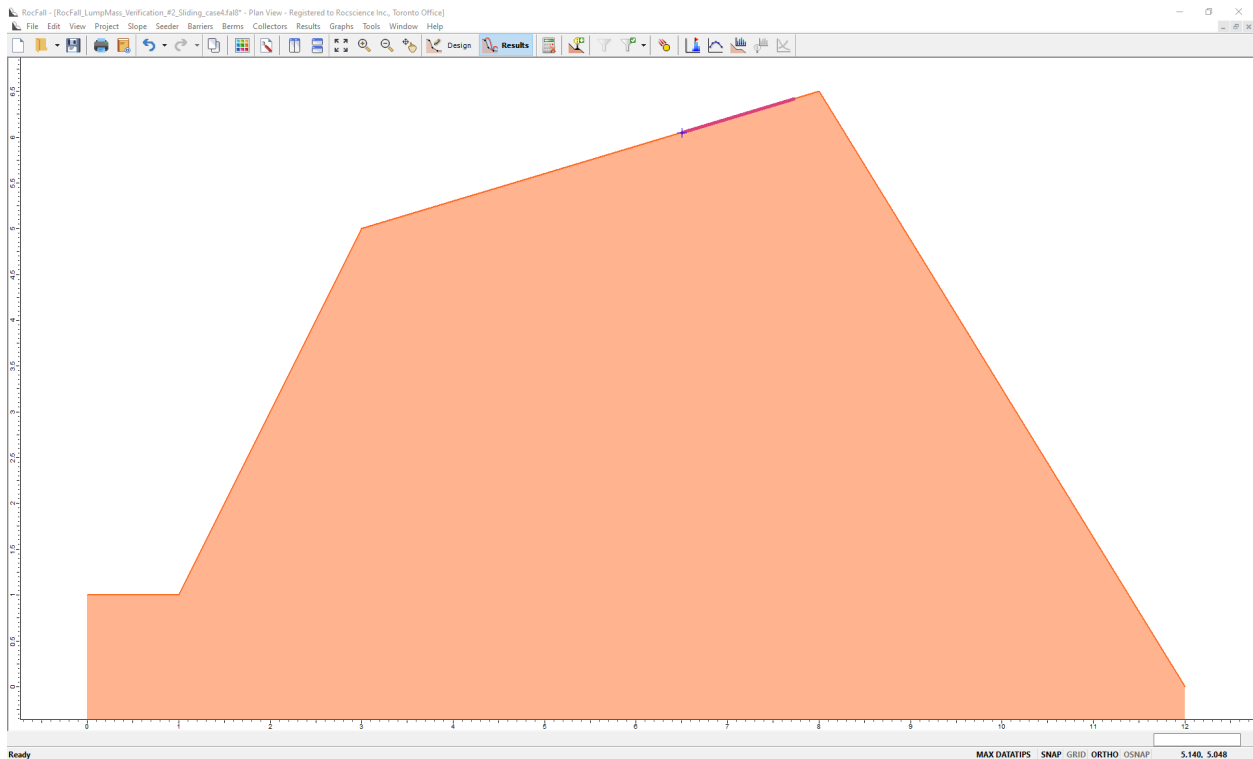 RocFall - [RocFall_LumpMass_Verification_#2_Sliding_case4.fal8* - Plan View - Registered to Rocscience Inc., Toronto Office]
File Edit View Project Slope Seeder Barriers Berms Collectors Results Graphs Tools Window Help
Design Results
6.5
6
5.5
5
4.5
4
3.5
3
2.5
2
1.5
1
0.5
0
0 1 2 3 4 5 6 7 8 9 10 11 12
Ready MAX DATATIPS SNAP GRID ORTHO OSNAP 5.140, 5.048